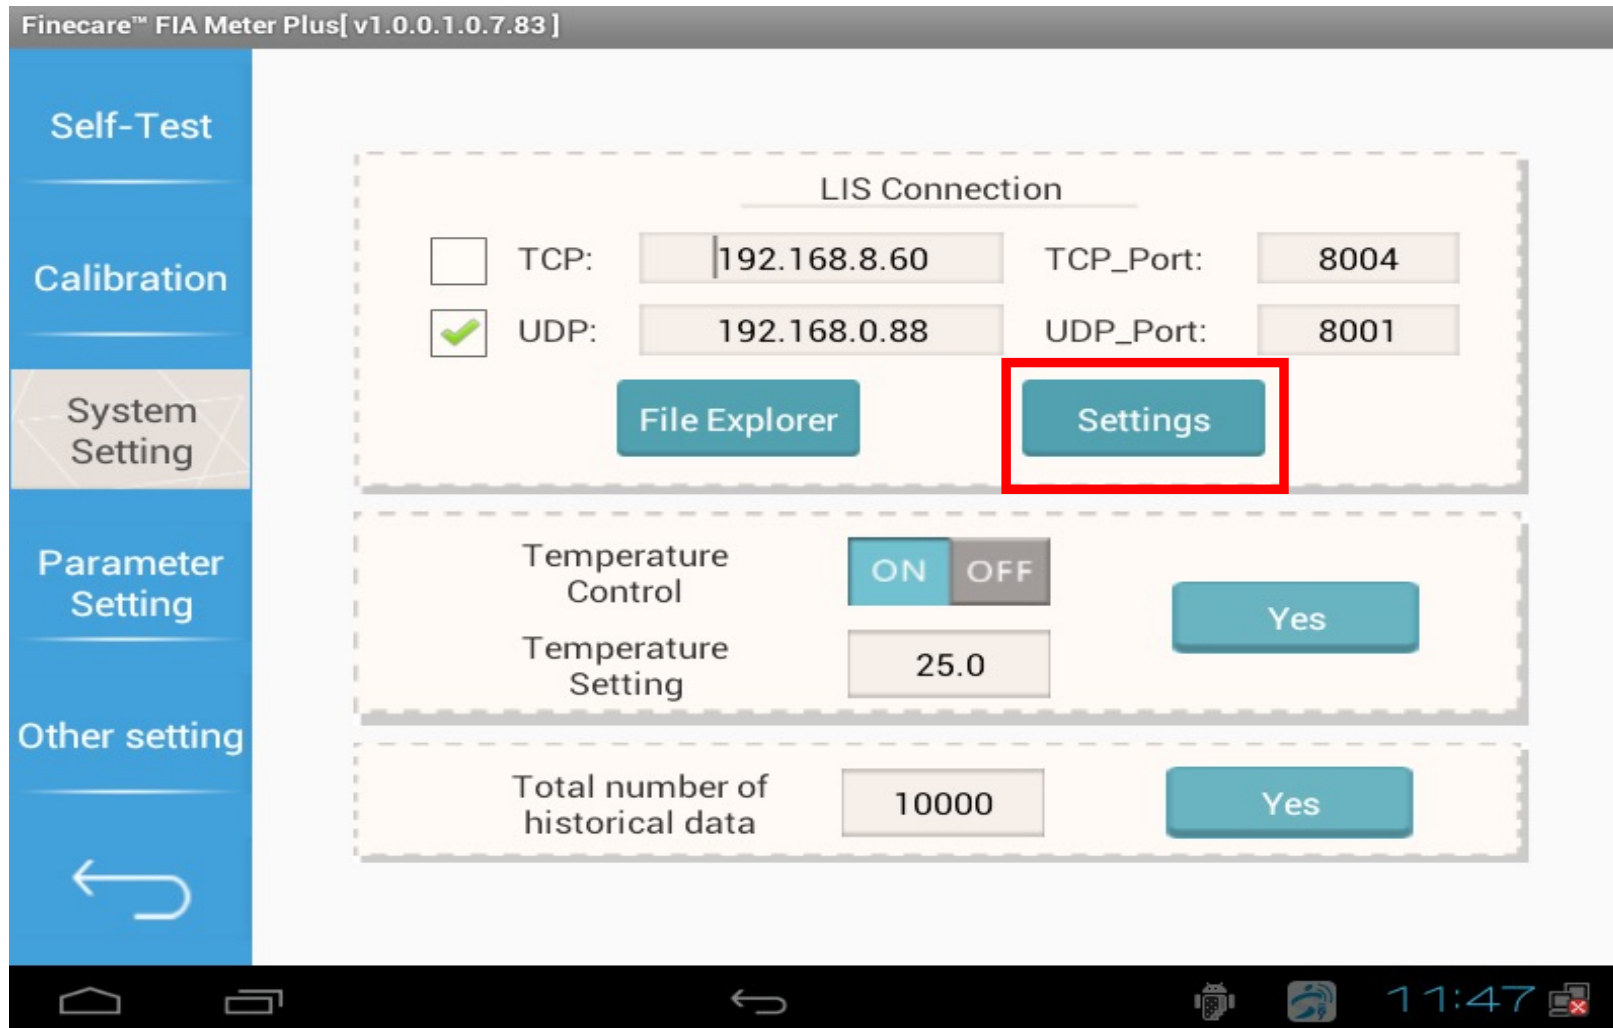 Finecare™ FIA Meter Plus[ v1.0.0.1.0.7.83 ]
Self-Test
Calibration
System
Setting
Parameter
Setting
Other setting
LIS Connection
TCP: 192.168.8.60 TCP_Port: 8004
UDP: 192.168.0.88 UDP_Port: 8001
File Explorer Settings
Temperature
Control
ON OFF
Temperature
Setting
25.0
Yes
Total number of
historical data
10000
Yes
11:47